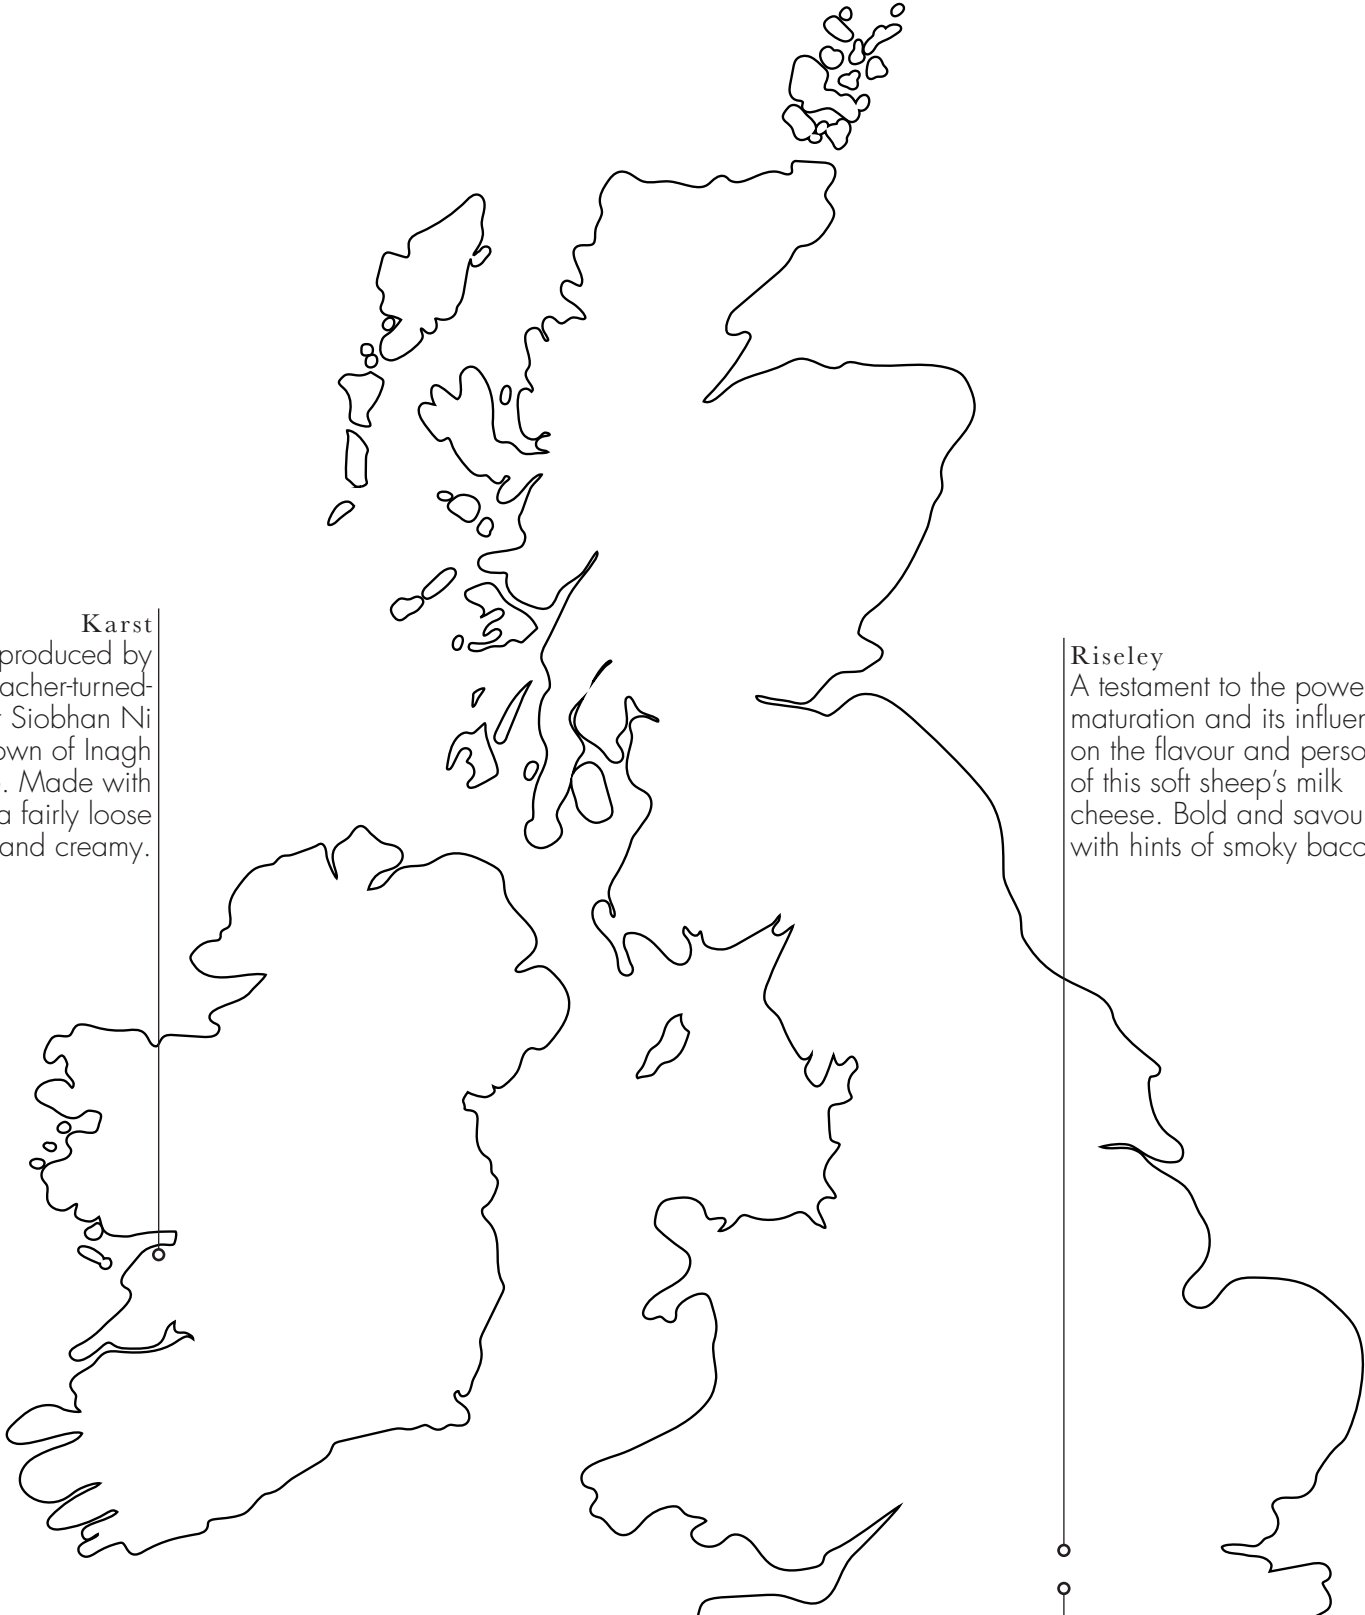 Karst
produced by
acher-turned-
Siobhan Ni
own of Inagh
. Made with
a fairly loose
and creamy.
Riseley
A testament to the powe
maturation and its influen
on the flavour and perso
of this soft sheep’s milk
cheese. Bold and savou
with hints of smoky baco